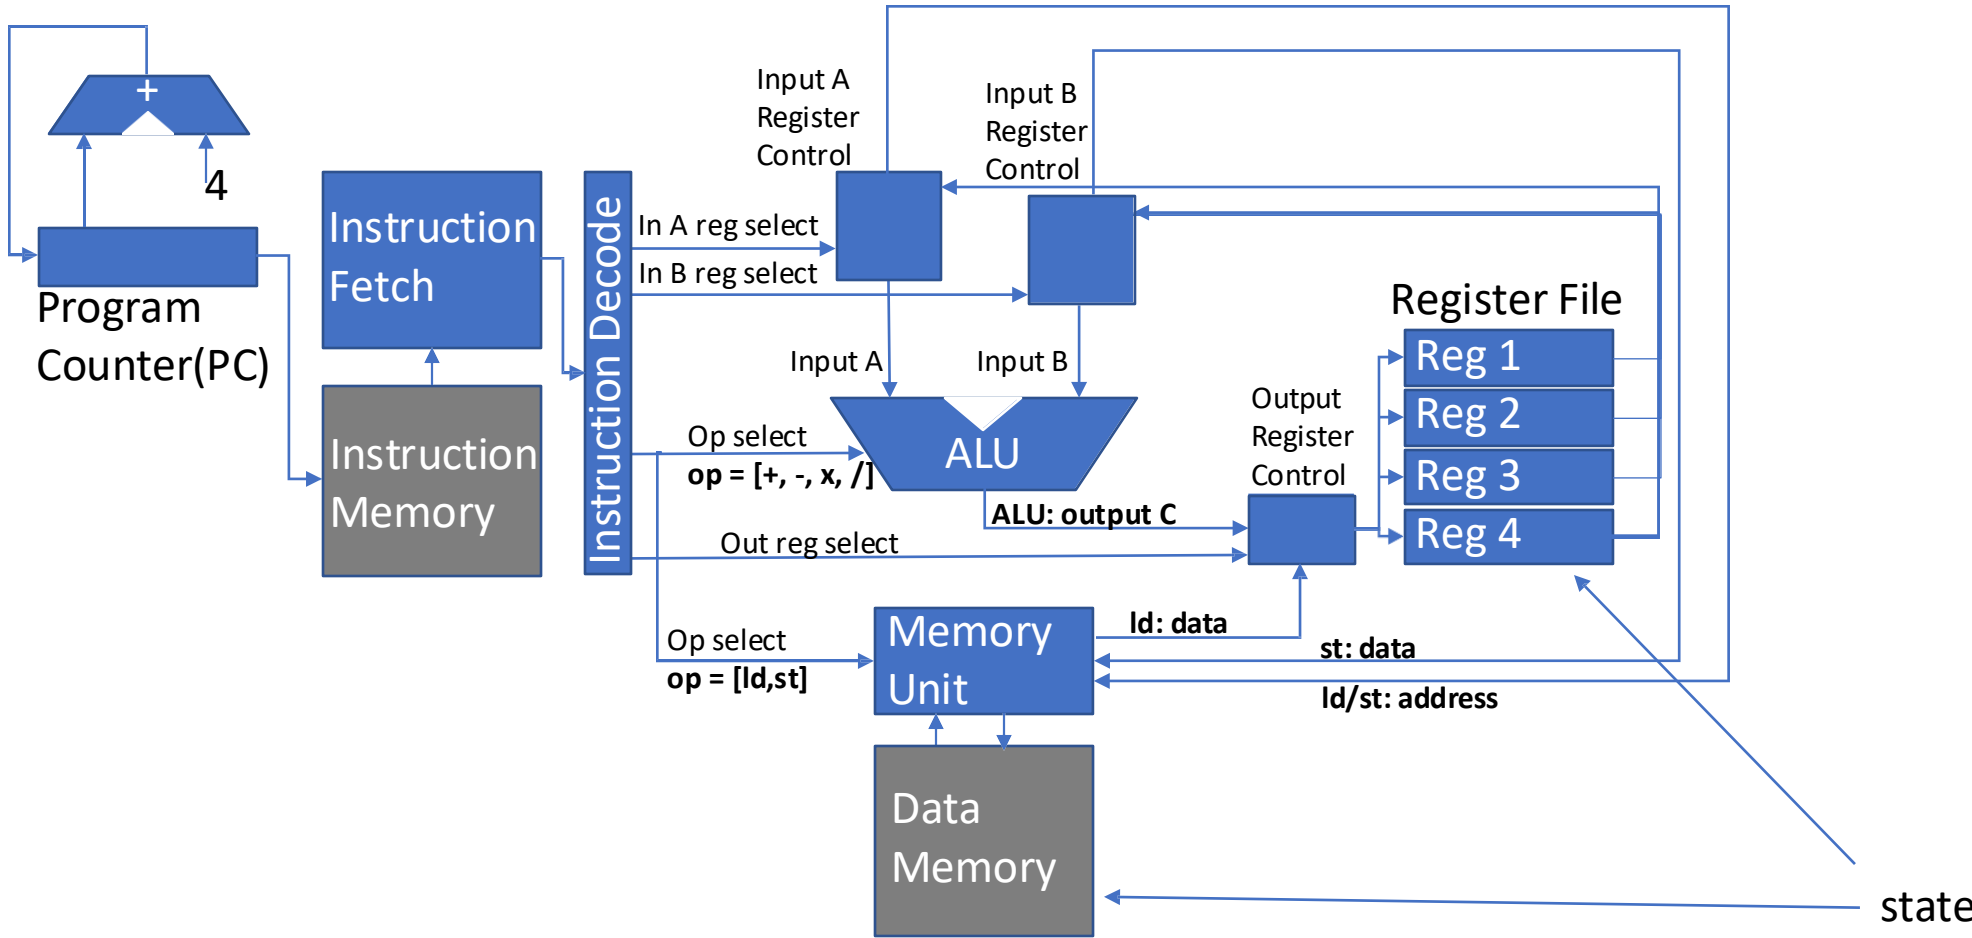 +
4
Program
Counter(PC)
Instruction
Fetch
Instruction
Memory
Instruction Decode
Input A
Register
Control
Input B
Register
Control
In A reg select
In B reg select
Input A
Input B
ALU
Op select
op = [+, -, x, /]
ALU: output C
Out reg select
Output
Register
Control
Register File
Reg 1
Reg 2
Reg 3
Reg 4
Op select
op = [ld,st]
Memory
Unit
ld: data
st: data
ld/st: address
Data
Memory
state